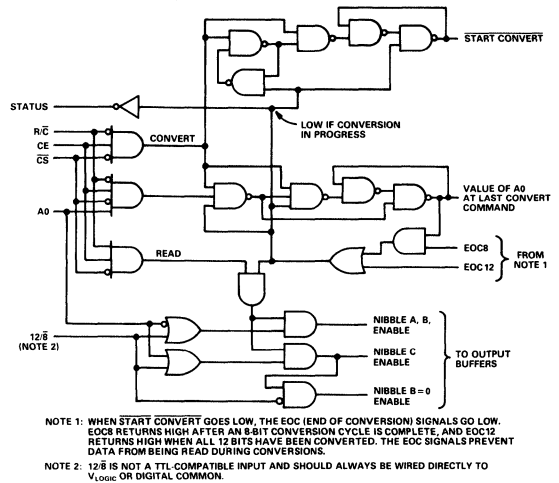 START CONVERT
STATUS
LOW IF CONVERSION
IN PROGRESS
R/C
CE
CS
CONVERT
VALUE OF A0
AT LAST CONVERT
COMMAND
A0
EOC8
EOC12
FROM
NOTE 1
READ
12/8
(NOTE 2)
NIBBLE A, B,
ENABLE
NIBBLE C
ENABLE
NIBBLE B = 0
ENABLE
TO OUTPUT
BUFFERS
NOTE 1: WHEN START CONVERT GOES LOW, THE EOC (END OF CONVERSION) SIGNALS GO LOW.
EOC8 RETURNS HIGH AFTER AN 8-BIT CONVERSION CYCLE IS COMPLETE, AND EOC12
RETURNS HIGH WHEN ALL 12 BITS HAVE BEEN CONVERTED. THE EOC SIGNALS PREVENT
DATA FROM BEING READ DURING CONVERSIONS.
NOTE 2: 12/8 IS NOT A TTL-COMPATIBLE INPUT AND SHOULD ALWAYS BE WIRED DIRECTLY TO
VLOGIC OR DIGITAL COMMON.